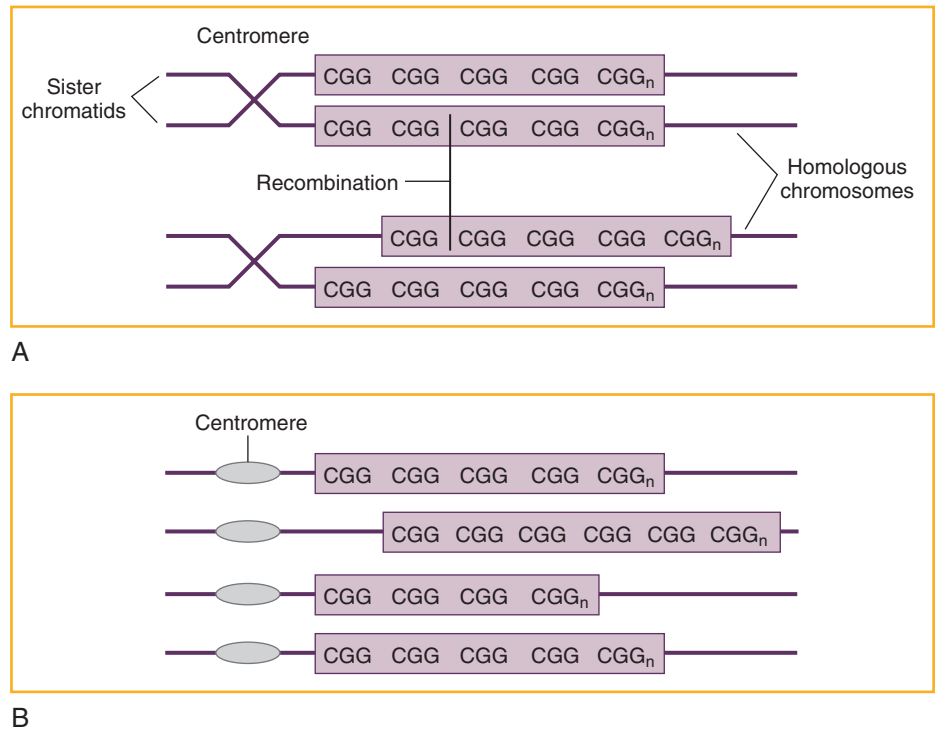 Centromere
Sister
chromatids
CGG CGG CGG CGG CGGn
CGG CGG CGG CGG CGGn
Recombination
Homologous
chromosomes
CGG CGG CGG CGG CGGn
CGG CGG CGG CGG CGGn
A
Centromere
CGG CGG CGG CGG CGGn
CGG CGG CGG CGG CGG CGGn
CGG CGG CGG CGGn
CGG CGG CGG CGG CGGn
B